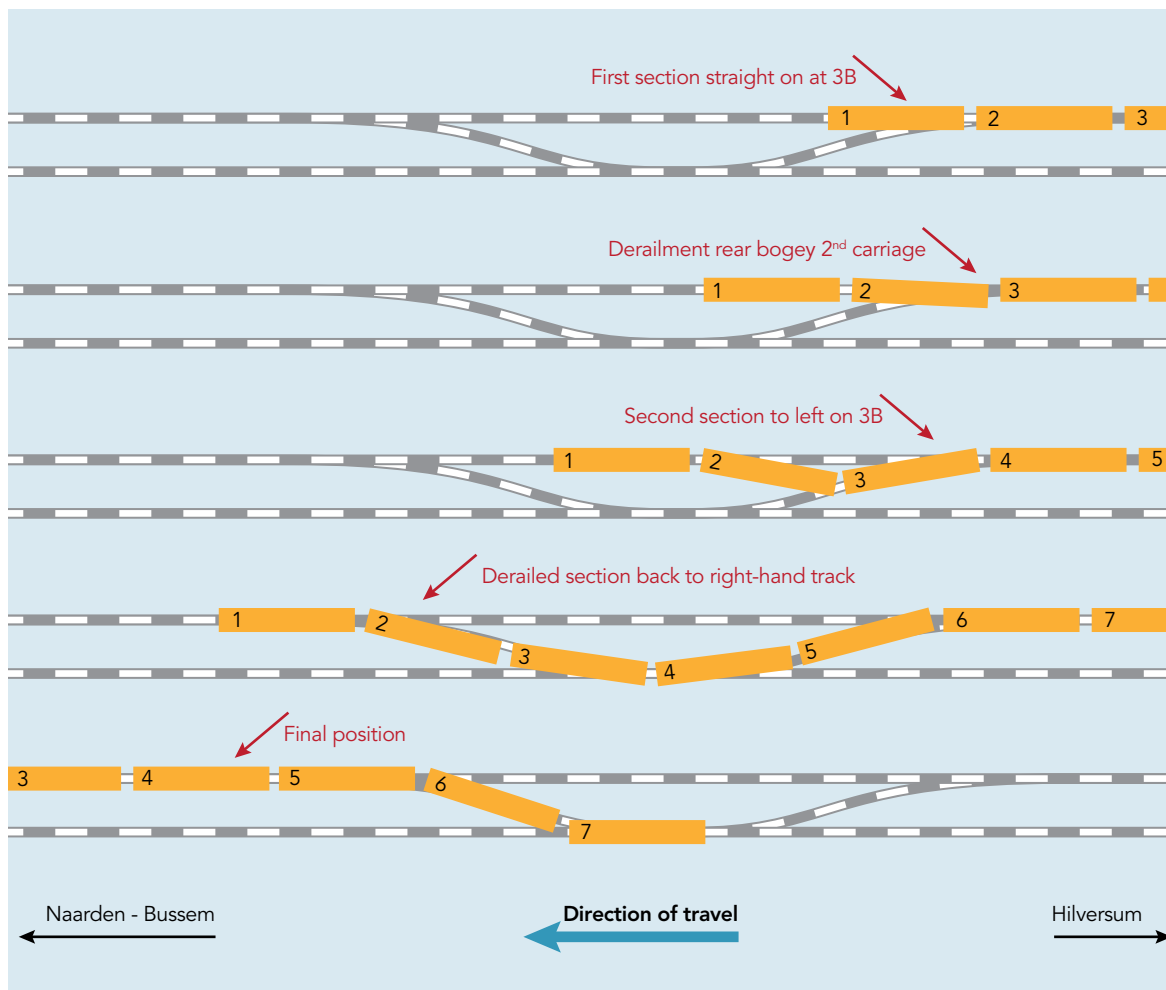 First section straight on at 3B
1 2 3
Derailment rear bogey 2nd carriage
1 2 3
Second section to left on 3B
1 2 3 4 5
Derailed section back to right-hand track
1 2 3 4 5 6 7
Final position
3 4 5 6 7
Naarden - Bussem Direction of travel Hilversum